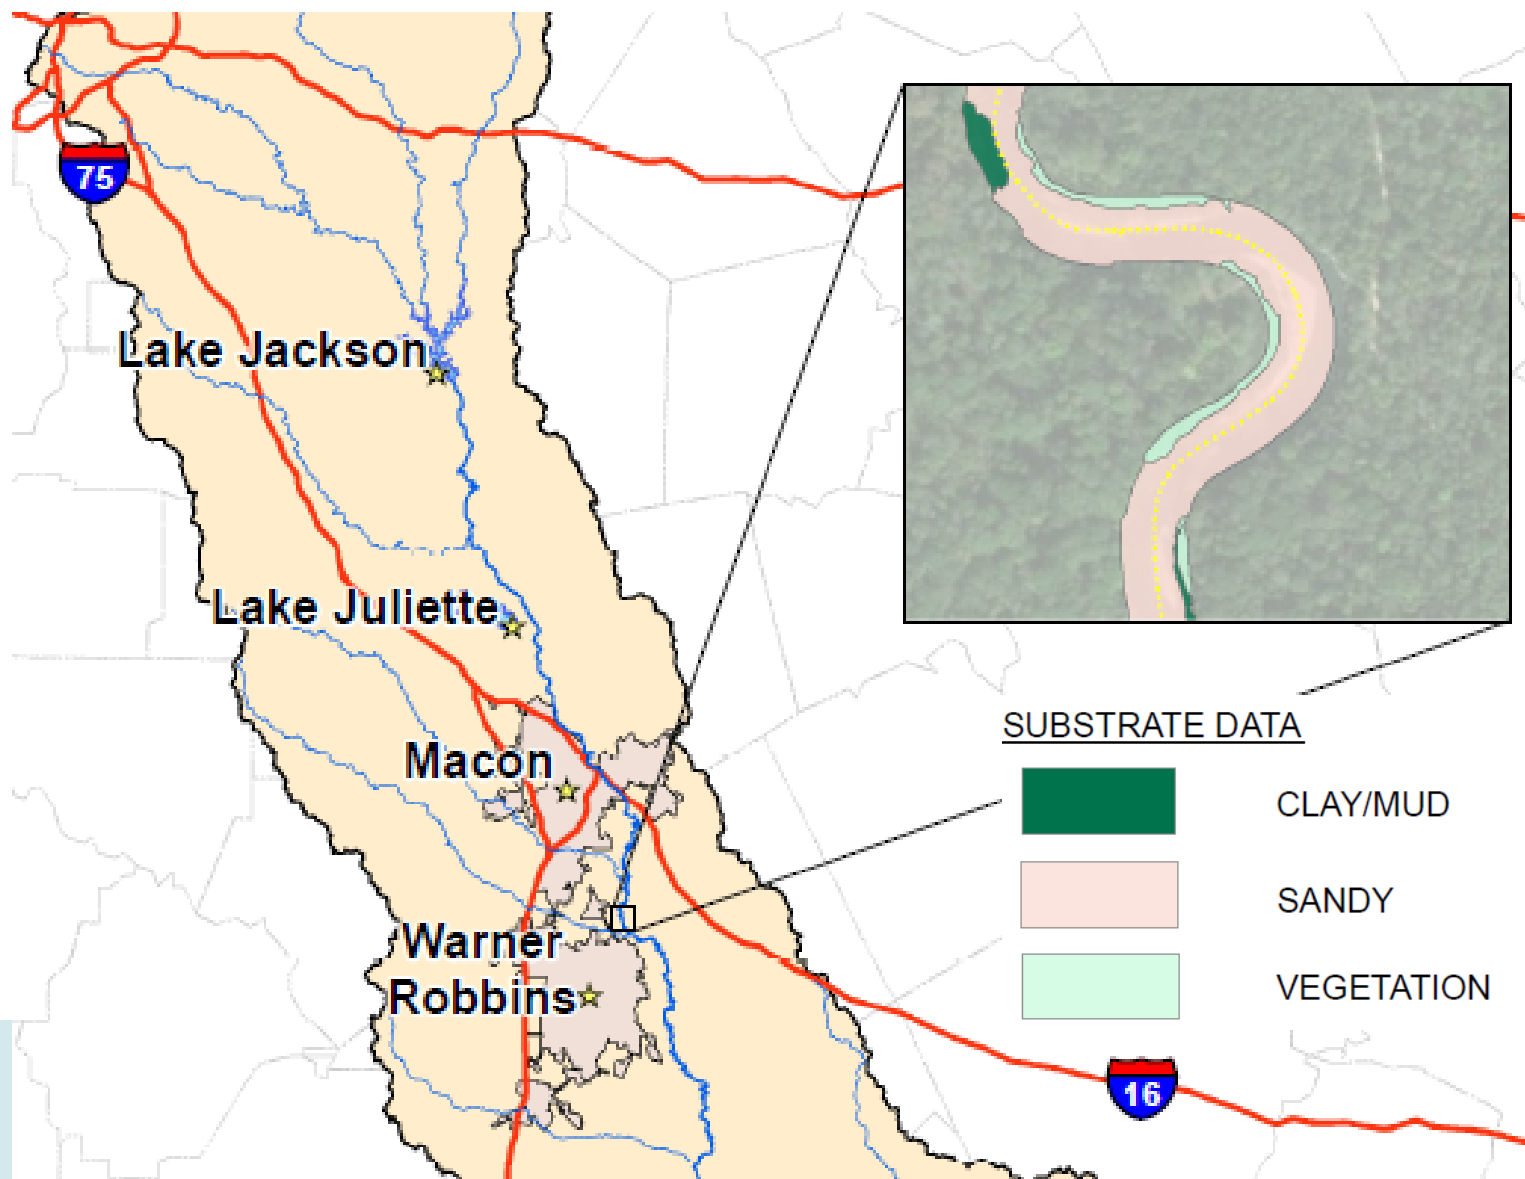 75
Lake Jackson
Lake Juliette
Macon
Warner
Robbins
SUBSTRATE DATA
CLAY/MUD
SANDY
VEGETATION
16